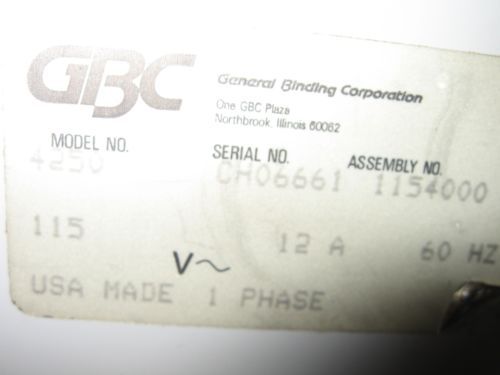 GBC General Binding Corporation
One GBC Plaza
Northbrook, Illinois 60062
MODEL NO. SERIAL NO. ASSEMBLY NO.
4250 CH06661 1154000
115 V~ 12 A 60 HZ
USA MADE 1 PHASE